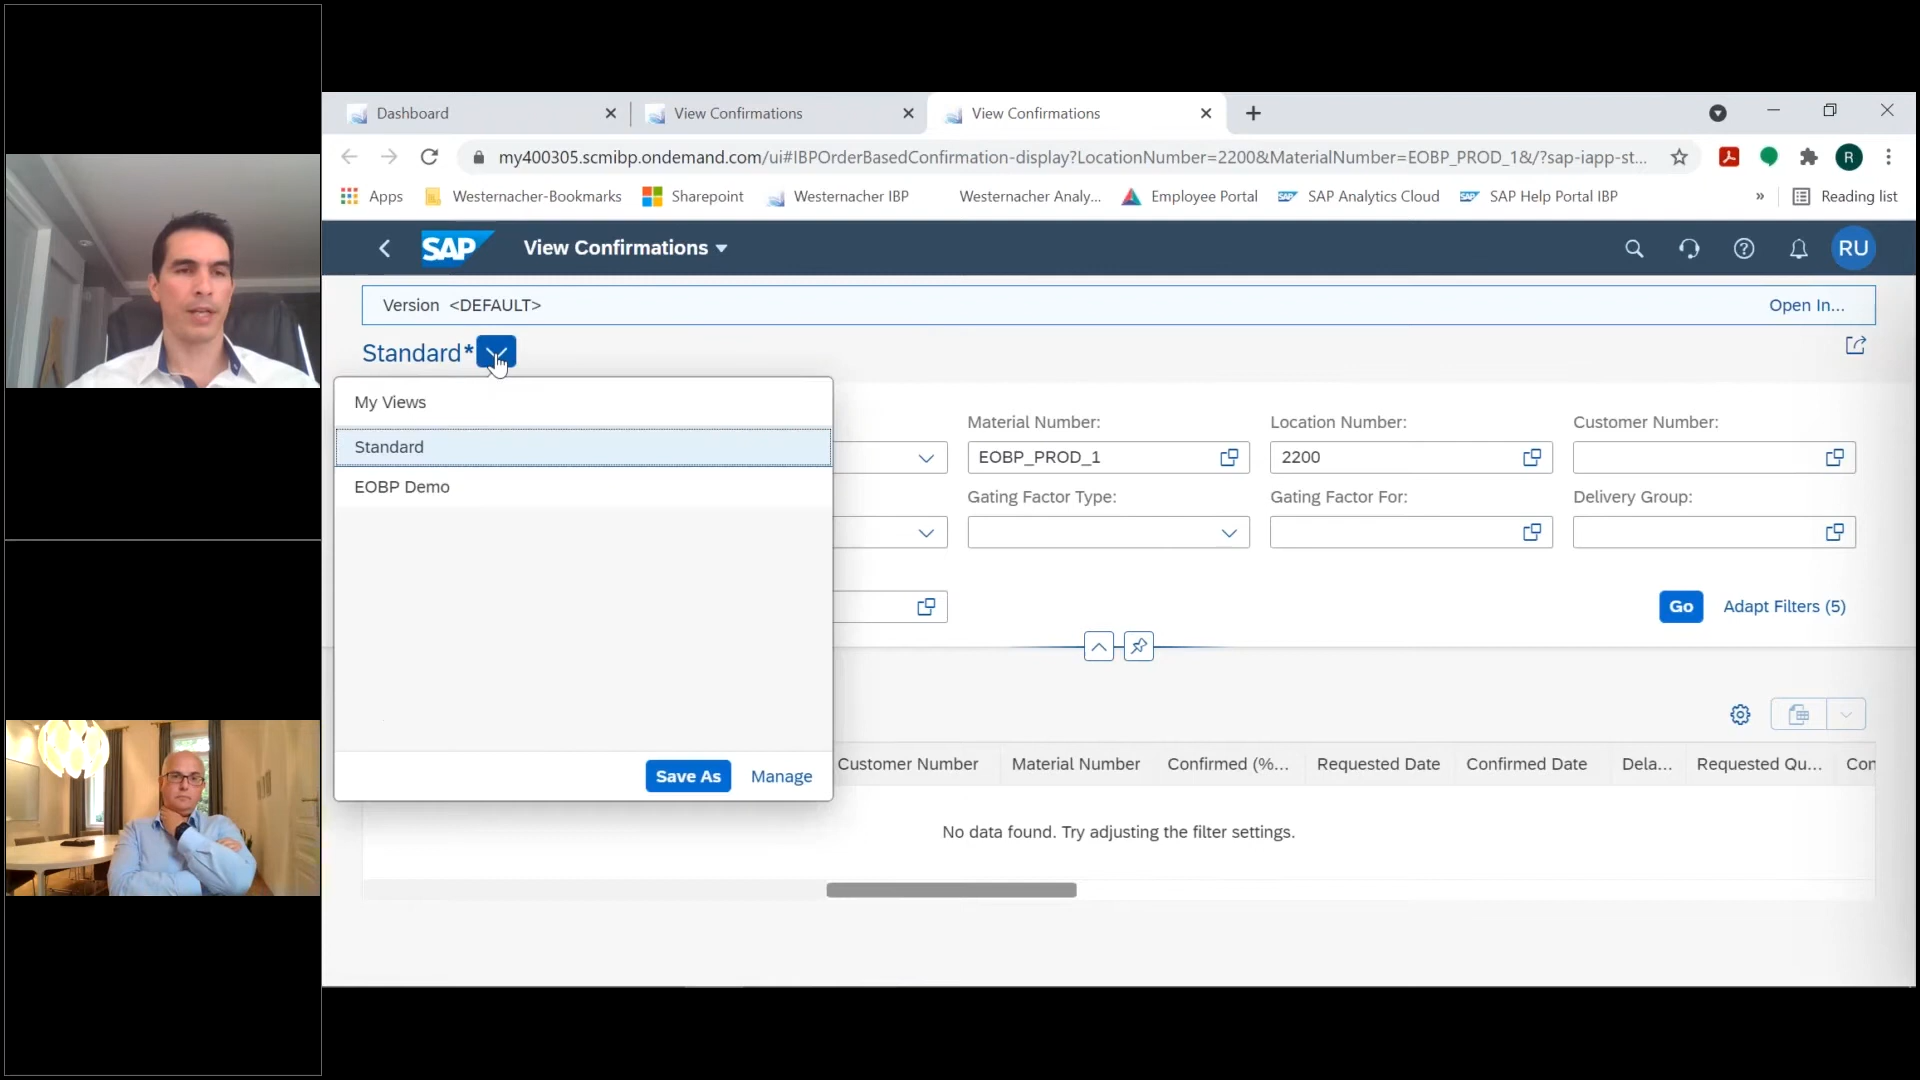 Dashboard
View Confirmations
View Confirmations
my400305.scmibp.ondemand.com/ui#IBPOrderBasedConfirmation-display?LocationNumber=2200&MaterialNumber=EOBP_PROD_1&/?sap-iapp-st...
R
Apps
Westernacher-Bookmarks
Sharepoint
Westernacher IBP
Westernacher Analy...
Employee Portal
SAP
SAP Analytics Cloud
SAP
SAP Help Portal IBP
»
Reading list
SAP
View Confirmations
RU
Version <DEFAULT>
Open In...
Standard*
My Views
Standard
EOBP Demo
Save As
Manage
Material Number:
Location Number:
Customer Number:
EOBP_PROD_1
2200
Gating Factor Type:
Gating Factor For:
Delivery Group:
Go
Adapt Filters (5)
Customer Number
Material Number
Confirmed (%...
Requested Date
Confirmed Date
Dela...
Requested Qu...
Con
No data found. Try adjusting the filter settings.